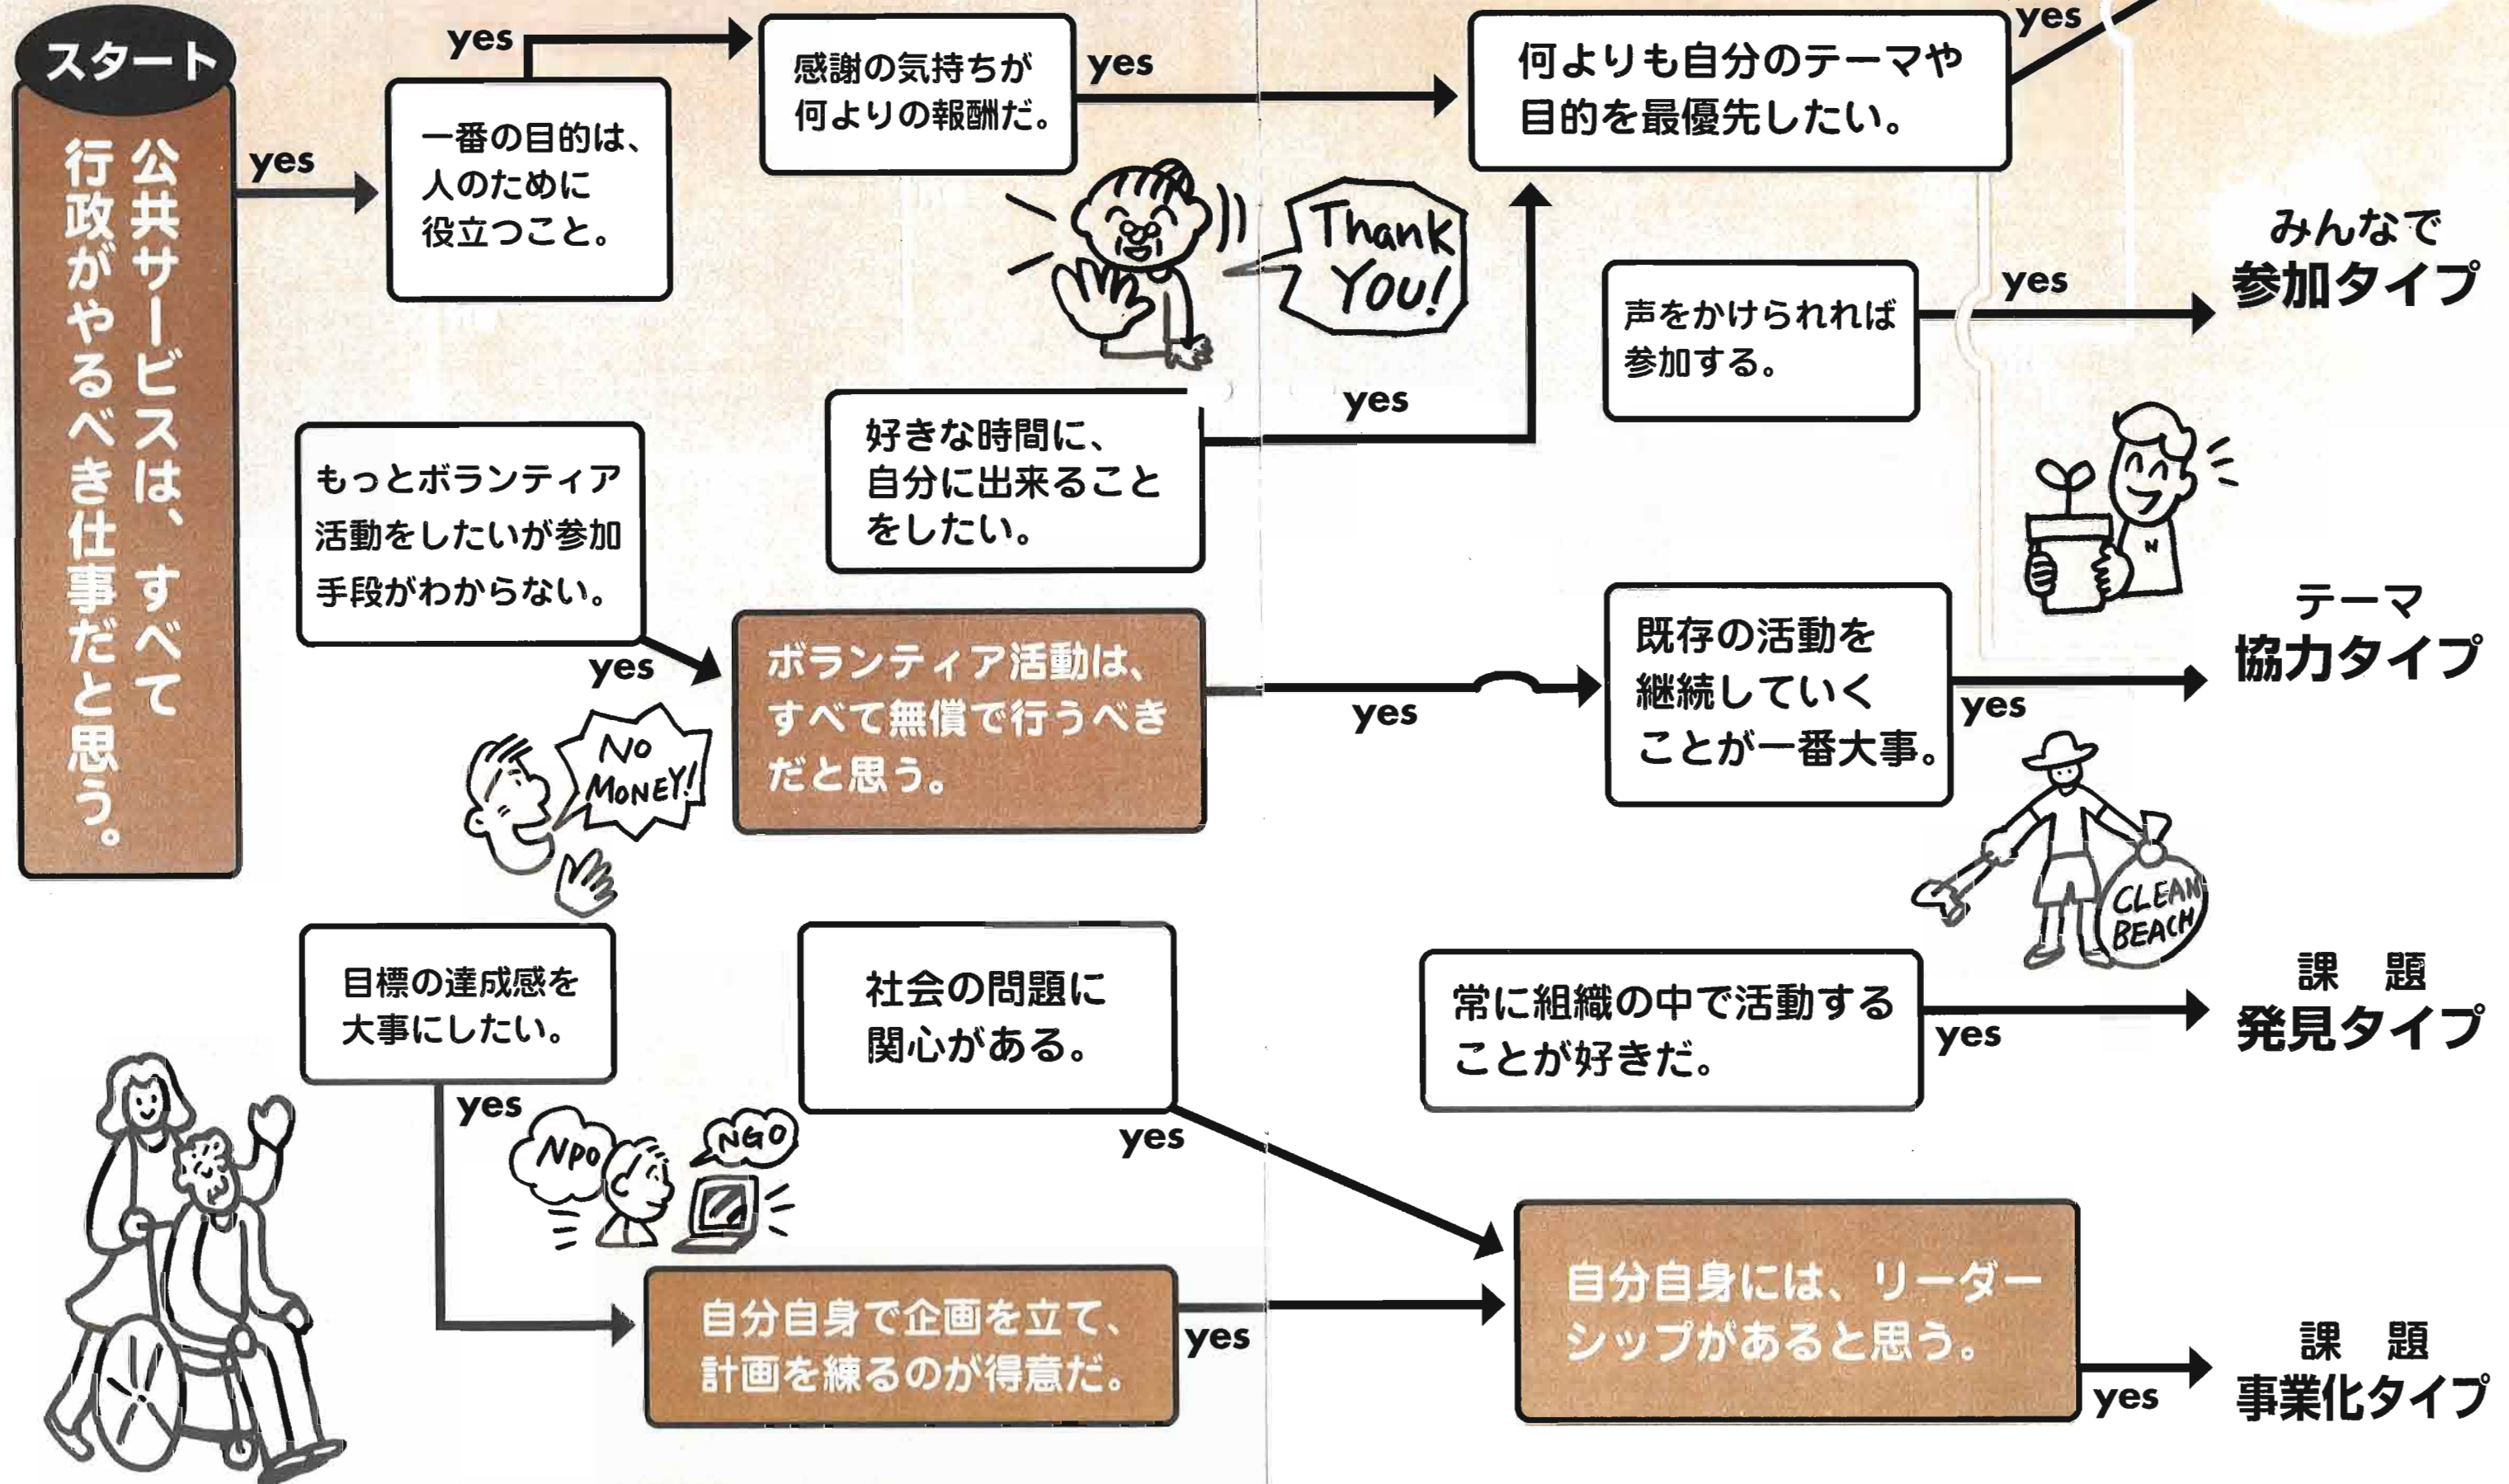 スタート
公共サービスは、すべて
行政がやるべき仕事だと思う。
yes
一番の目的は、
人のために
役立つこと。
yes
感謝の気持ちが
何よりの報酬だ。
yes
何よりも自分のテーマや
目的を最優先したい。
yes
Thank
You!
声をかけられれば
参加する。
yes
みんなで
参加タイプ
もっとボランティア
活動をしたいが参加
手段がわからない。
yes
好きな時間に、
自分に出来ること
をしたい。
yes
NO
MONEY!
ボランティア活動は、
すべて無償で行うべき
だと思う。
yes
既存の活動を
継続していく
ことが一番大事。
yes
N
テーマ
協力タイプ
CLEAN
BEACH
目標の達成感を
大事にしたい。
yes
社会の問題に
関心がある。
yes
常に組織の中で活動する
ことが好きだ。
yes
課 題
発見タイプ
NPO
NGO
自分自身で企画を立て、
計画を練るのが得意だ。
yes
自分自身には、リーダー
シップがあると思う。
yes
課 題
事業化タイプ